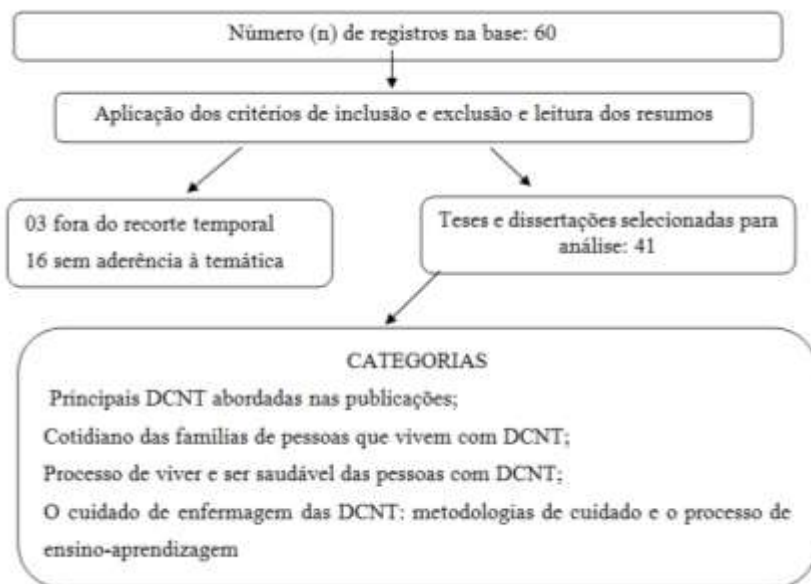 Número (n) de registros na base: 60
Aplicação dos critérios de inclusão e exclusão e leitura dos resumos
03 fora do recorte temporal
16 sem aderência à temática
Teses e dissertações selecionadas para
análise: 41
CATEGORIAS
Principais DCNT abordadas nas publicações;
Cotidiano das famílias de pessoas que vivem com DCNT;
Processo de viver e ser saudável das pessoas com DCNT;
O cuidado de enfermagem das DCNT: metodologias de cuidado e o processo de
ensino-aprendizagem